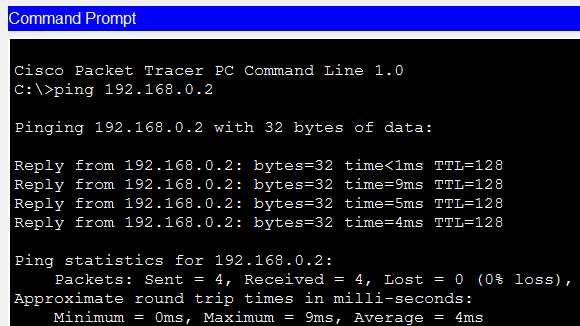 Command Prompt
Cisco Packet Tracer PC Command Line 1.0
C:\>ping 192.168.0.2
Pinging 192.168.0.2 with 32 bytes of data:
Reply from 192.168.0.2: bytes=32 time<1ms TTL=128
Reply from 192.168.0.2: bytes=32 time=9ms TTL=128
Reply from 192.168.0.2: bytes=32 time=5ms TTL=128
Reply from 192.168.0.2: bytes=32 time=4ms TTL=128
Ping statistics for 192.168.0.2:
Packets: Sent = 4, Received = 4, Lost = 0 (0% loss),
Approximate round trip times in milli-seconds:
Minimum = 0ms, Maximum = 9ms, Average = 4ms